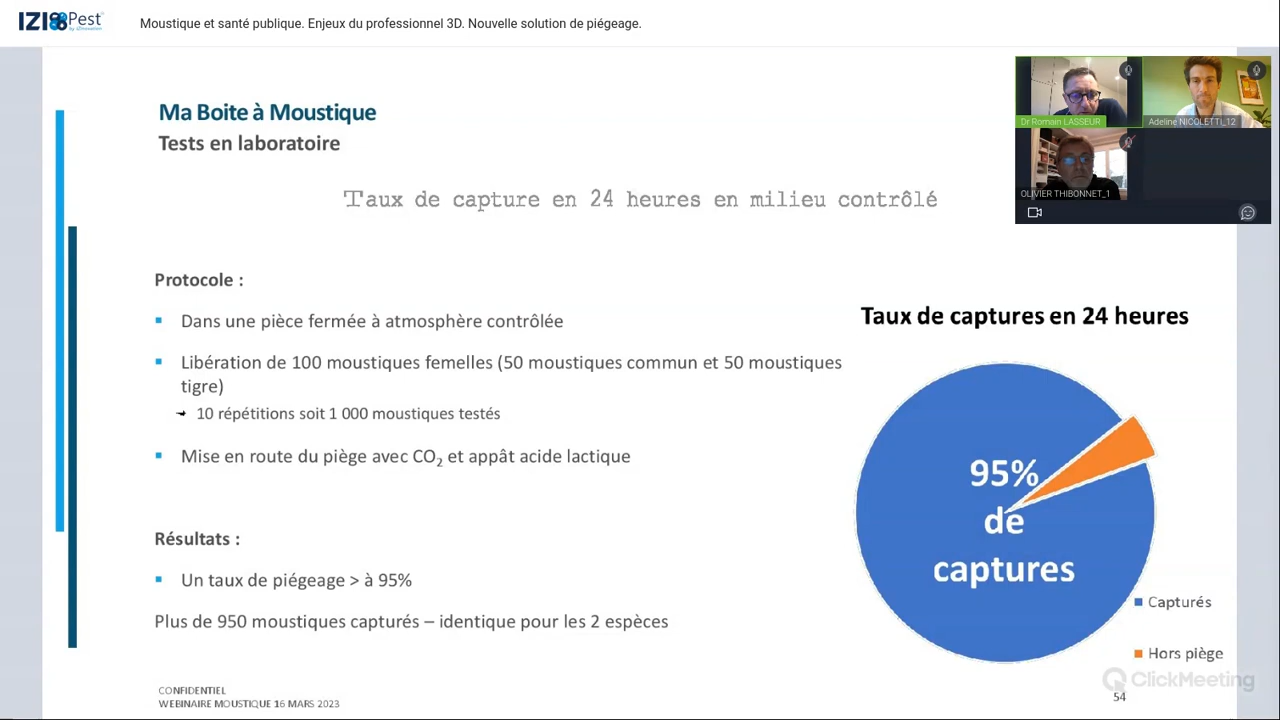 IZI Pest
by IZInovation
Moustique et santé publique. Enjeux du professionnel 3D. Nouvelle solution de piégeage.
Dr Romain LASSEUR
Adeline NICOLETTI_12
OLIVIER THIBONNET_1
Ma Boite à Moustique
Tests en laboratoire
Taux de capture en 24 heures en milieu contrôlé
Protocole :
Dans une pièce fermée à atmosphère contrôlée
Libération de 100 moustiques femelles (50 moustiques commun et 50 moustiques
tigre)
10 répétitions soit 1 000 moustiques testés
Mise en route du piège avec CO₂ et appât acide lactique
Résultats :
Un taux de piégeage > à 95%
Plus de 950 moustiques capturés – identique pour les 2 espèces
Taux de captures en 24 heures
95%
de
captures
Capturés
Hors piège
ClickMeeting
CONFIDENTIEL
WEBINAIRE MOUSTIQUE 16 MARS 2023
54